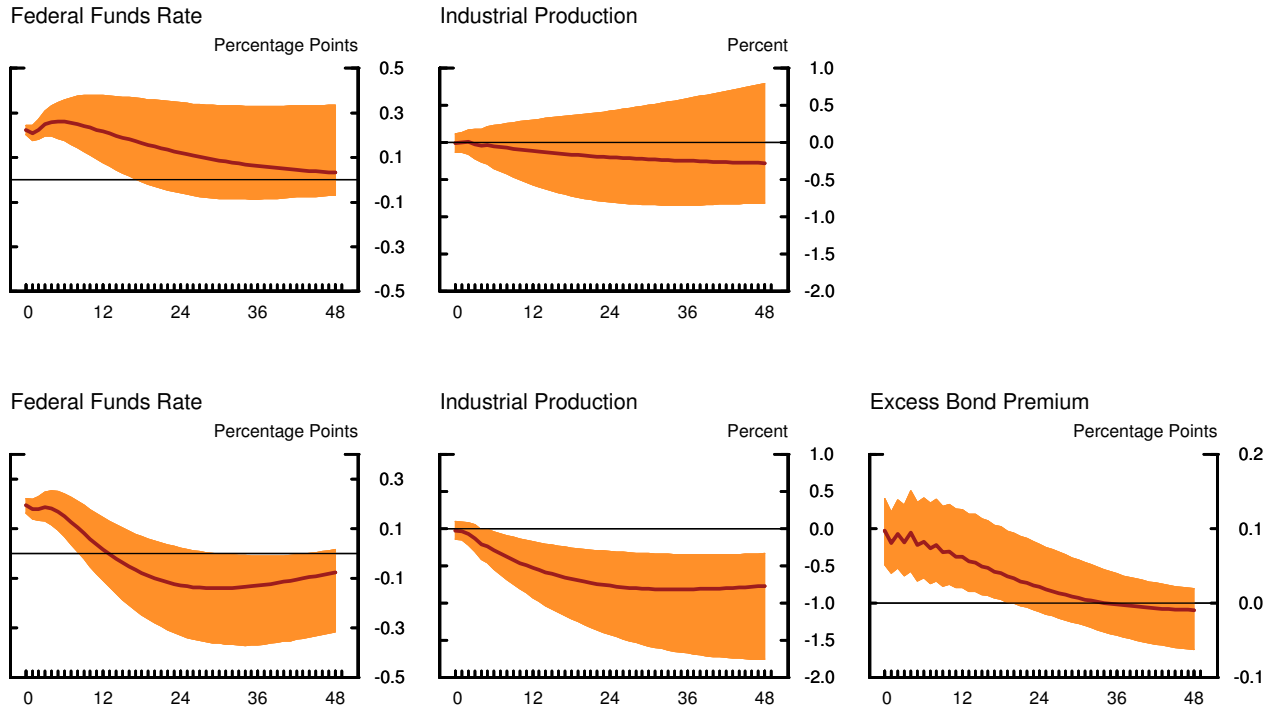 Federal Funds Rate
Percentage Points
0.5
0.3
0.1
-0.1
-0.3
-0.5
0 12 24 36 48
Industrial Production
Percent
1.0
0.5
0.0
-0.5
-1.0
-1.5
-2.0
0 12 24 36 48
Federal Funds Rate
Percentage Points
0.3
0.1
-0.1
-0.3
-0.5
0 12 24 36 48
Industrial Production
Percent
1.0
0.5
0.0
-0.5
-1.0
-1.5
-2.0
0 12 24 36 48
Excess Bond Premium
Percentage Points
0.2
0.1
0.0
-0.1
0 12 24 36 48